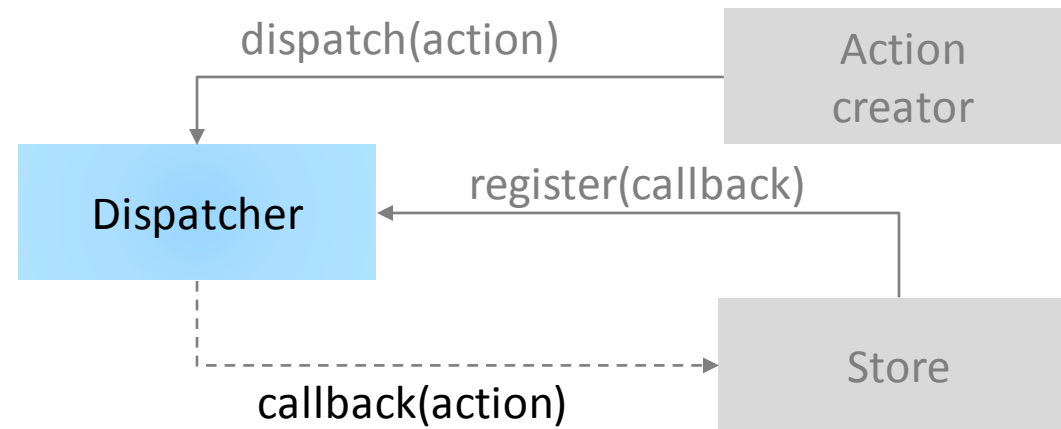 dispatch(action)
Action
creator
register(callback)
Dispatcher
Store
callback(action)